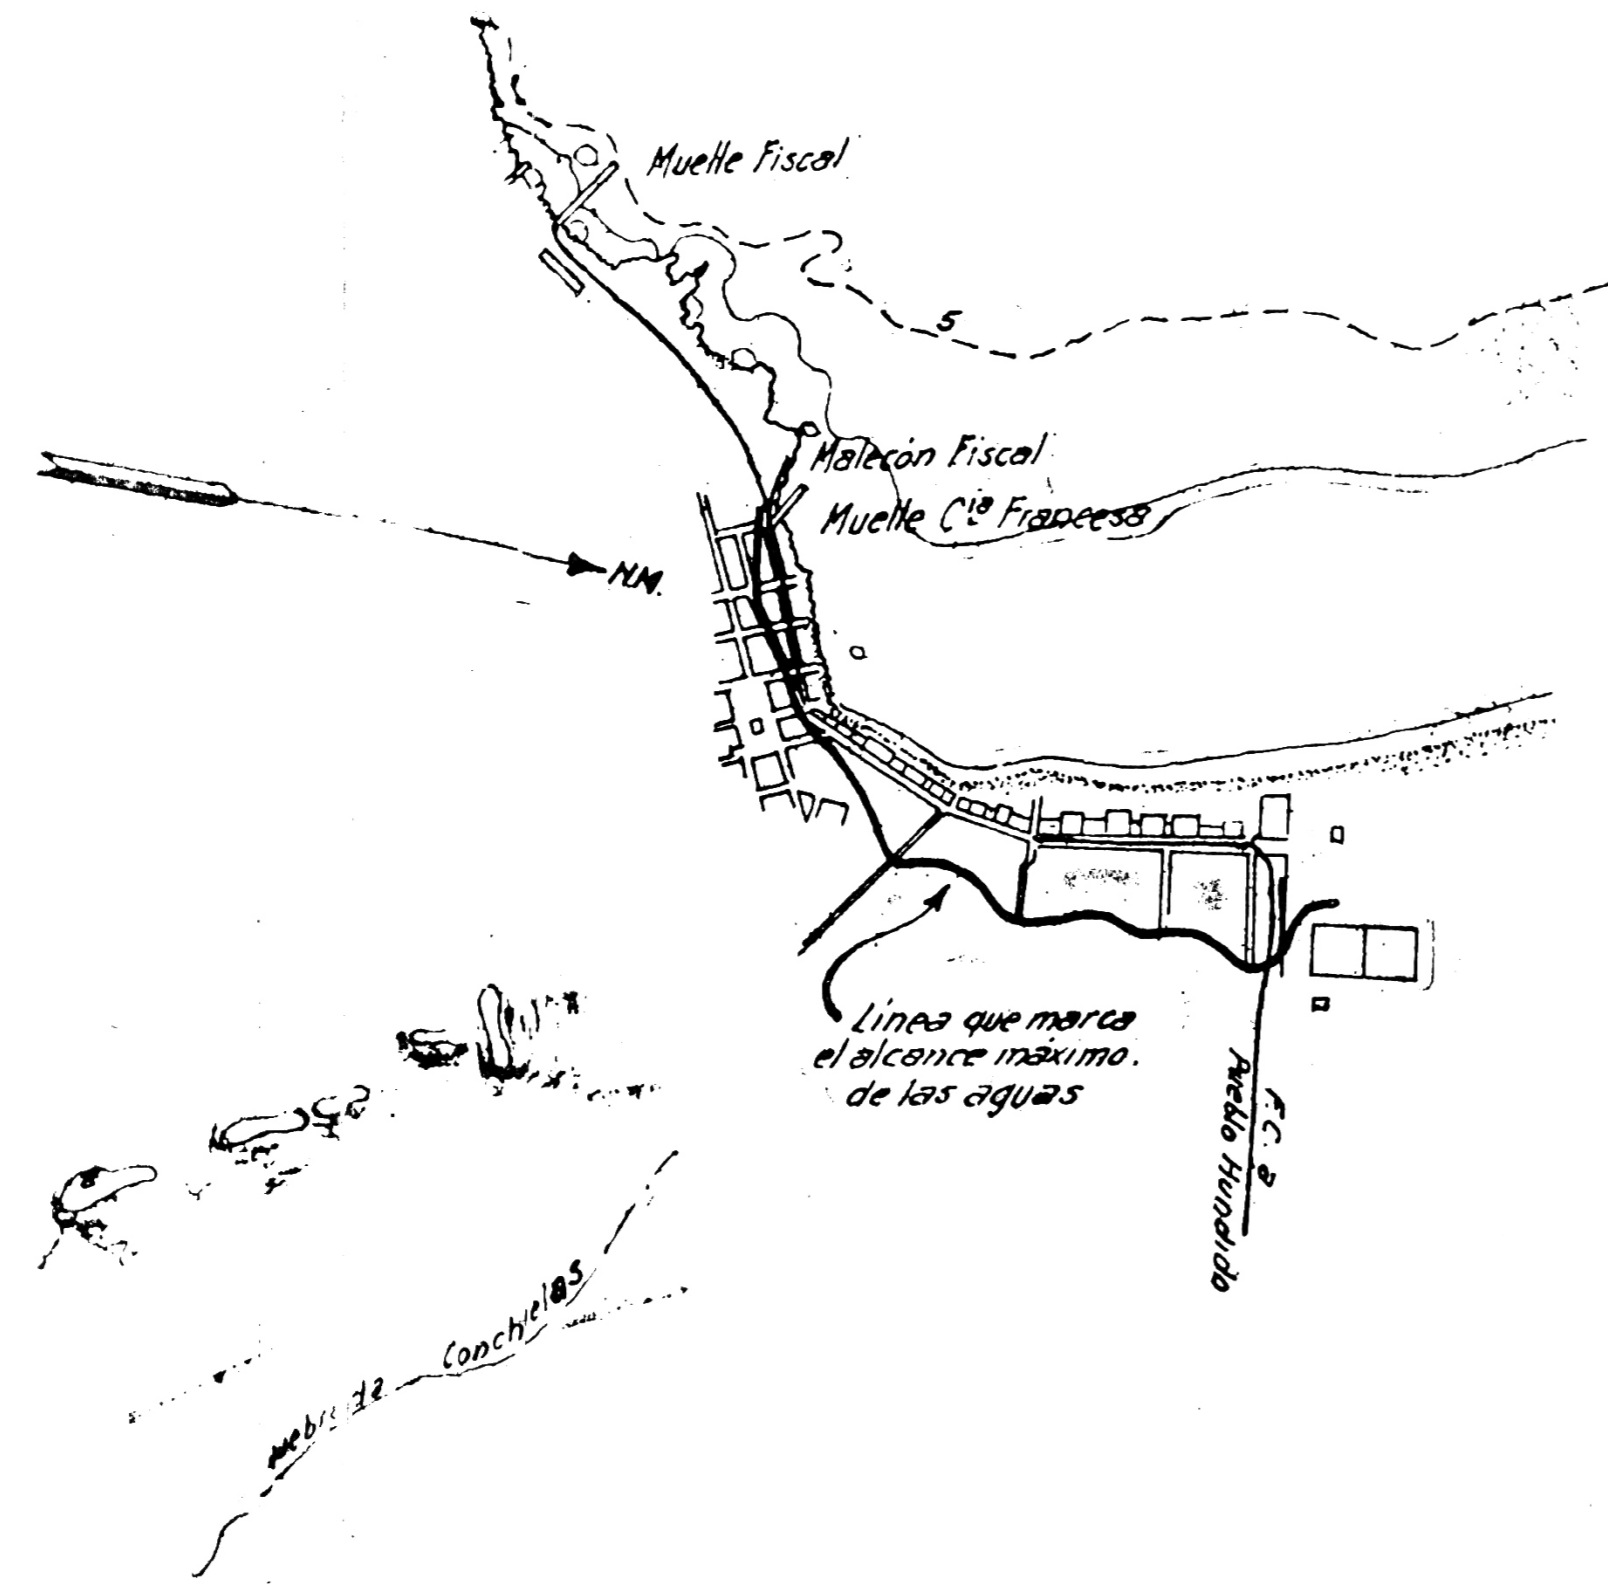 Muelle Fiscal
5
Malecón Fiscal
Muelle Cía Francesa
N.M.
Línea que marca
el alcance máximo.
de las aguas
F.C. a
Pueblo Hundido
Conchuelas